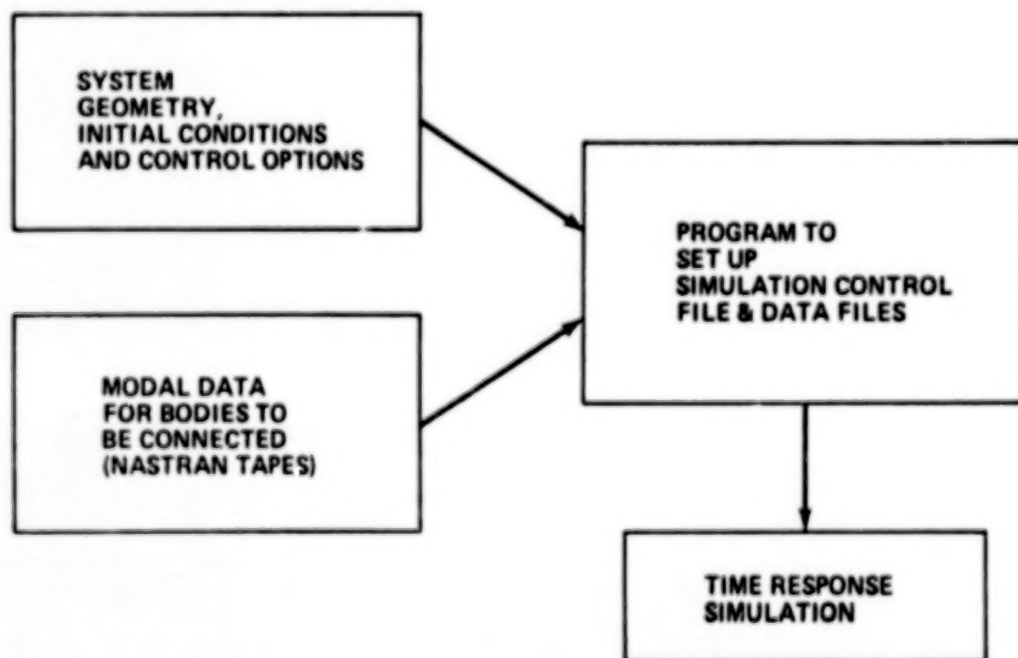 SYSTEM
GEOMETRY,
INITIAL CONDITIONS
AND CONTROL OPTIONS
MODAL DATA
FOR BODIES TO
BE CONNECTED
(NASTRAN TAPES)
PROGRAM TO
SET UP
SIMULATION CONTROL
FILE & DATA FILES
TIME RESPONSE
SIMULATION